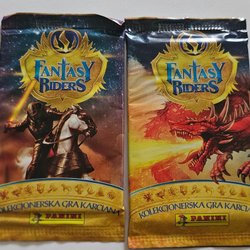 FANTASY
RIDERS
KOLEKCJONERSKA GRA KARCIANA
PANINI
FANTASY
RIDERS
KOLEKCJONERSKA GRA KARCIANA
PANINI